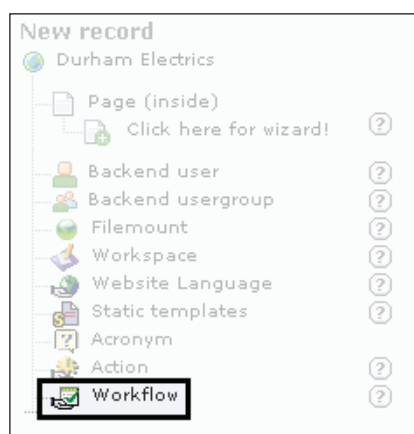 New record
Durham Electrics
Page (inside)
Click here for wizard! ?
Backend user ?
Backend usergroup ?
Filemount ?
Workspace ?
Website Language ?
Static templates ?
Acronym
Action ?
Workflow ?